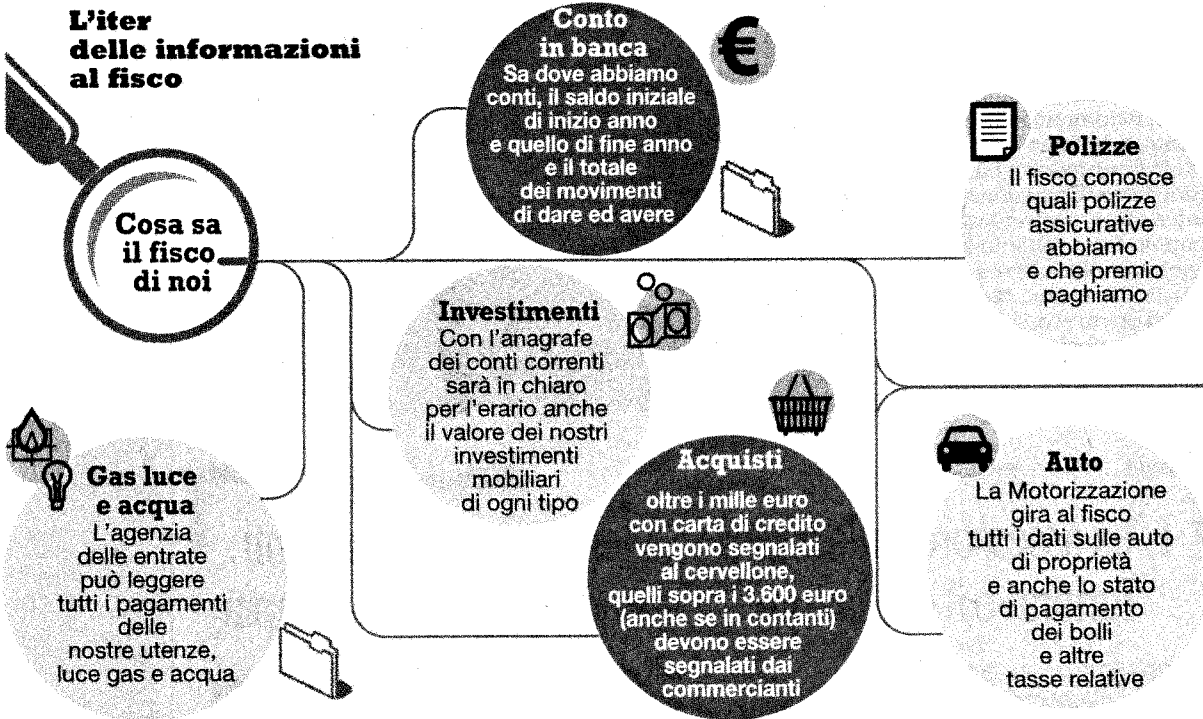 L'iter
delle informazioni
al fisco
Cosa sa
il fisco
di noi
Conto
in banca
Sa dove abbiamo
conti, il saldo iniziale
di inizio anno
e quello di fine anno
e il totale
dei movimenti
di dare ed avere
€
Polizze
Il fisco conosce
quali polizze
assicurative
abbiamo
e che premio
paghiamo
Investimenti
Con l'anagrafe
dei conti correnti
sarà in chiaro
per l'erario anche
il valore dei nostri
investimenti
mobiliari
di ogni tipo
Gas luce
e acqua
L'agenzia
delle entrate
può leggere
tutti i pagamenti
delle
nostre utenze,
luce gas e acqua
Acquisti
oltre i mille euro
con carta di credito
vengono segnalati
al cervellone,
quelli sopra i 3.600 euro
(anche se in contanti)
devono essere
segnalati dai
commercianti
Auto
La Motorizzazione
gira al fisco
tutti i dati sulle auto
di proprietà
e anche lo stato
di pagamento
dei bolli
e altre
tasse relative